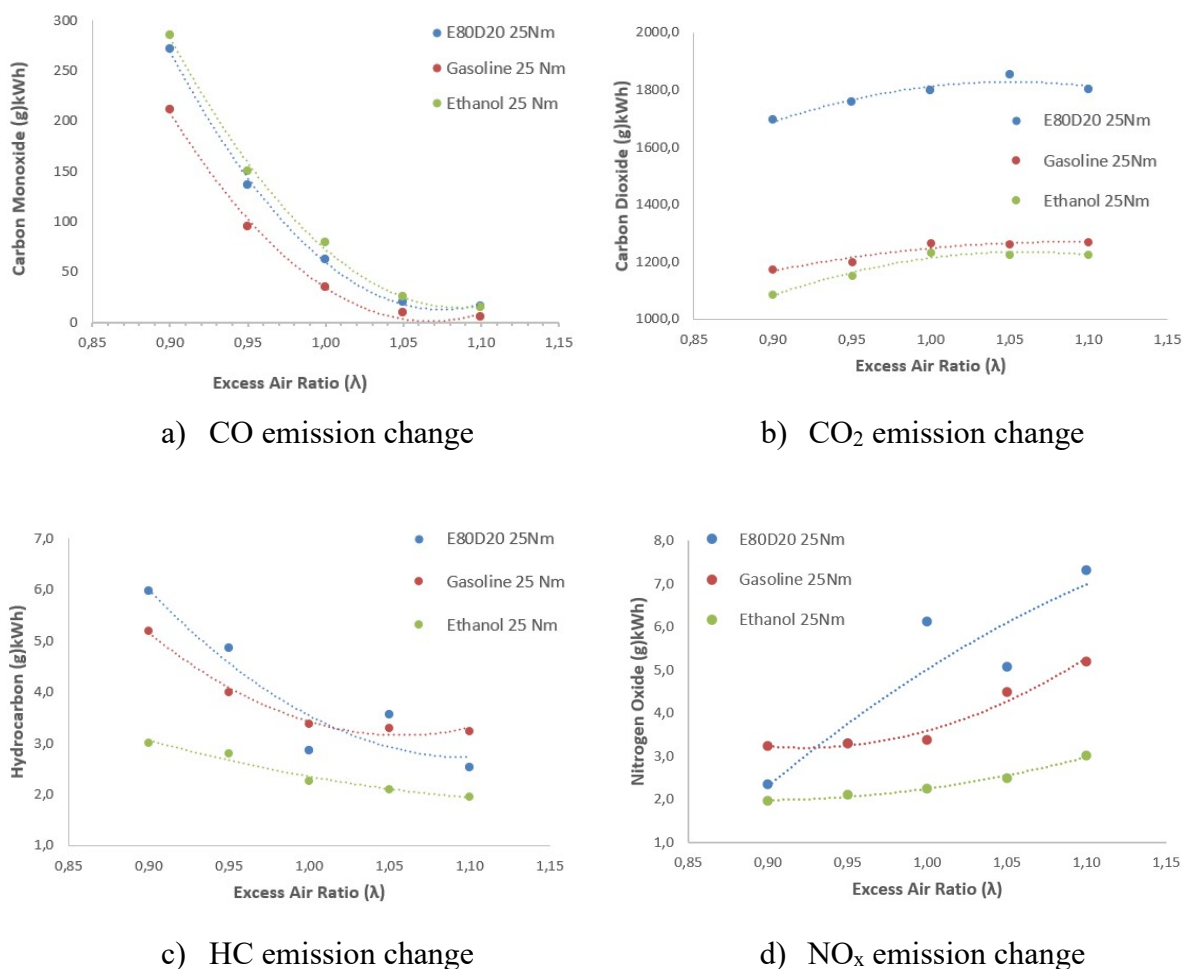 300
250
200
150
100
50
0
Carbon Monoxide (g)kWh)
E80D20 25Nm
Gasoline 25 Nm
Ethanol 25 Nm
0,85 0,90 0,95 1,00 1,05 1,10 1,15
Excess Air Ratio (λ)
a) CO emission change
2000,0
1800,0
1600,0
1400,0
1200,0
1000,0
Carbon Dioxide (g)kWh)
E80D20 25Nm
Gasoline 25Nm
Ethanol 25Nm
0,85 0,90 0,95 1,00 1,05 1,10 1,15
Excess Air Ratio (λ)
b) CO₂ emission change
7,0
6,0
5,0
4,0
3,0
2,0
1,0
Hydrocarbon (g)kWh)
E80D20 25Nm
Gasoline 25 Nm
Ethanol 25 Nm
0,85 0,90 0,95 1,00 1,05 1,10 1,15
Excess Air Ratio (λ)
c) HC emission change
8,0
7,0
6,0
5,0
4,0
3,0
2,0
1,0
Nitrogen Oxide (g)kWh)
E80D20 25Nm
Gasoline 25Nm
Ethanol 25Nm
0,85 0,90 0,95 1,00 1,05 1,10 1,15
Excess Air Ratio (λ)
d) NOₓ emission change